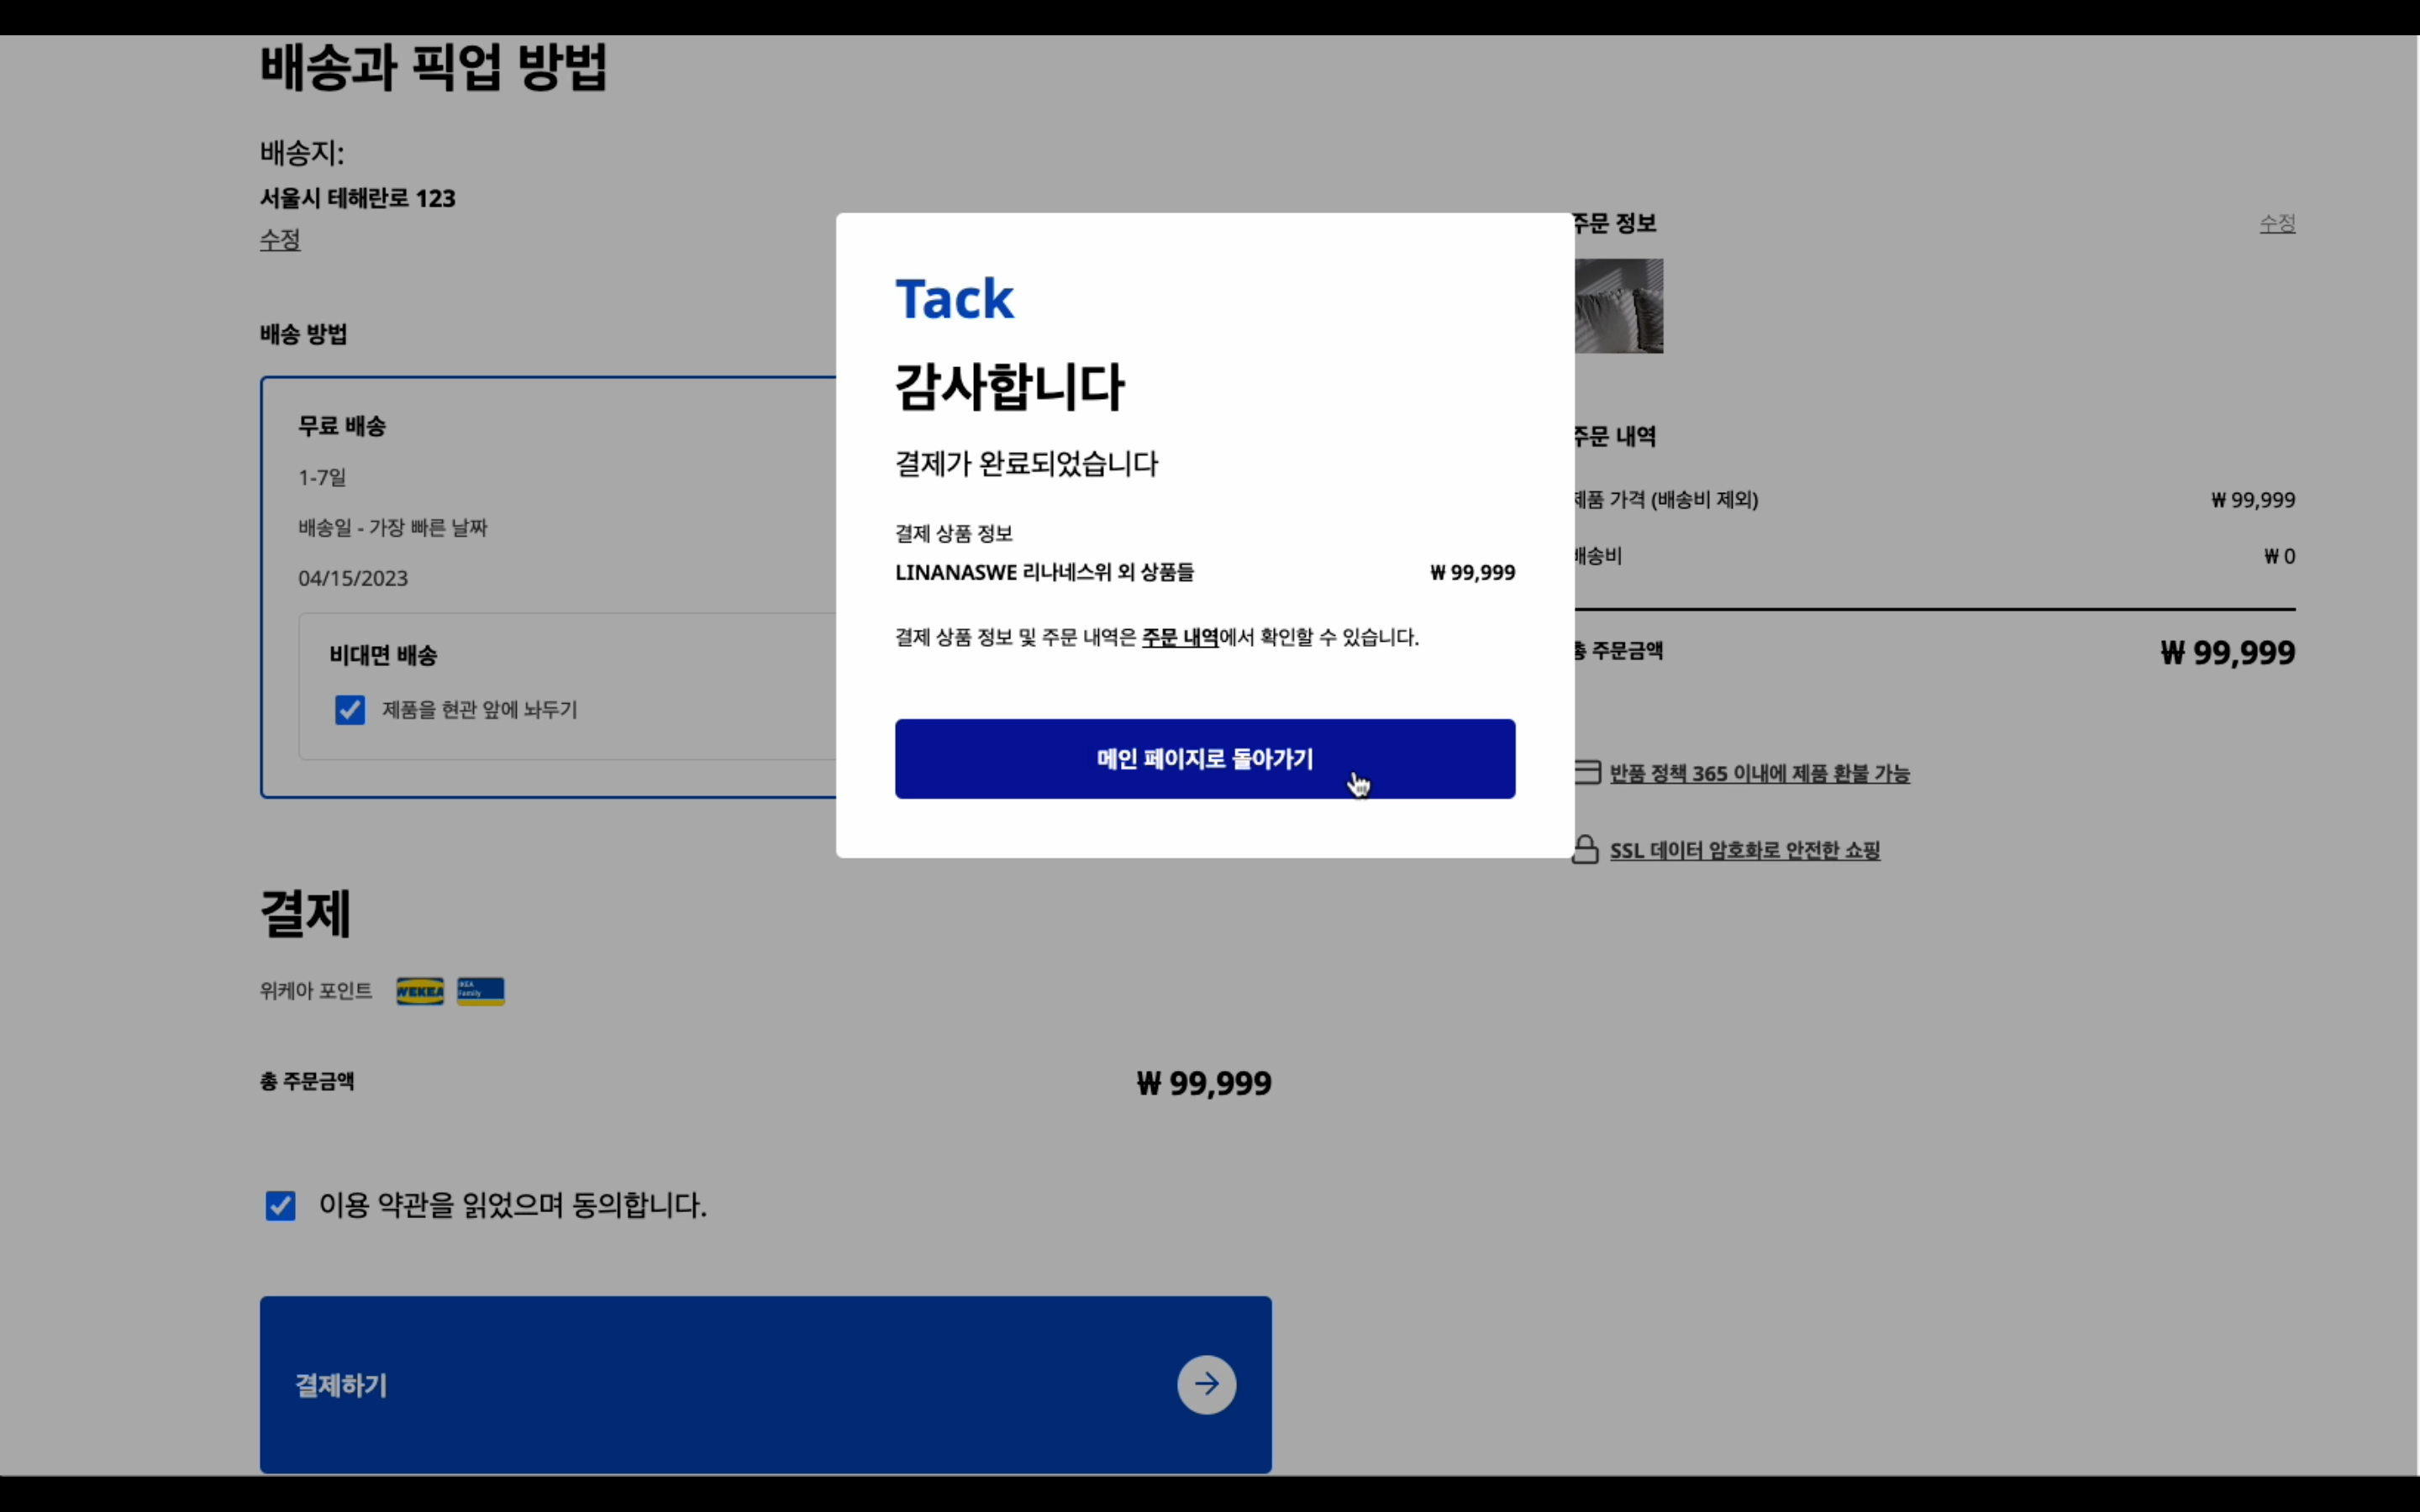 배송과 픽업 방법
배송지:
서울시 테해란로 123
수정
배송 방법
무료 배송
1-7일
배송일 - 가장 빠른 날짜
04/15/2023
비대면 배송
제품을 현관 앞에 놔두기
결제
위케아 포인트 WEKEA IKEA Family
총 주문금액 ₩ 99,999
이용 약관을 읽었으며 동의합니다.
결제하기
Tack
감사합니다
결제가 완료되었습니다
결제 상품 정보
LINANASWE 리나네스위 외 상품들 ₩ 99,999
결제 상품 정보 및 주문 내역은 주문 내역에서 확인할 수 있습니다.
메인 페이지로 돌아가기
주문 정보 수정
주문 내역
제품 가격 (배송비 제외) ₩ 99,999
배송비 ₩ 0
총 주문금액 ₩ 99,999
반품 정책 365 이내에 제품 환불 가능
SSL 데이터 암호화로 안전한 쇼핑